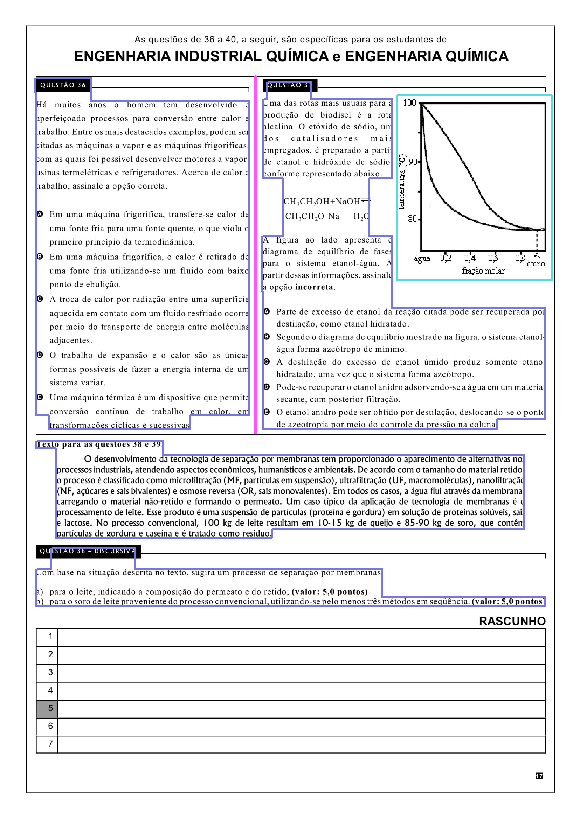 As questões de 36 a 40, a seguir, são específicas para os estudantes de
ENGENHARIA INDUSTRIAL QUÍMICA e ENGENHARIA QUÍMICA
QUESTÃO 36
Há muitos anos o homem tem desenvolvido e
aperfeiçoado processos para conversão entre calor e
trabalho. Entre os mais destacados exemplos, podem ser
citadas as máquinas a vapor e as máquinas frigoríficas,
com as quais foi possível desenvolver motores a vapor,
usinas termelétricas e refrigeradores. Acerca de calor e
trabalho, assinale a opção correta.
A Em uma máquina frigorífica, transfere-se calor de
uma fonte fria para uma fonte quente, o que viola o
primeiro princípio da termodinâmica.
B Em uma máquina frigorífica, o calor é retirado de
uma fonte fria utilizando-se um fluido com baixo
ponto de ebulição.
C A troca de calor por radiação entre uma superfície
aquecida em contato com um fluido resfriado ocorre
por meio do transporte de energia entre moléculas
adjacentes.
D O trabalho de expansão e o calor são as únicas
formas possíveis de fazer a energia interna de um
sistema variar.
E Uma máquina térmica é um dispositivo que permite
conversão contínua de trabalho em calor, em
transformações cíclicas e sucessivas.
QUESTÃO 37
Uma das rotas mais usuais para a
produção de biodisel é a rota
alcalina. O etóxido de sódio, um
dos catalisadores mais
empregados, é preparado a partir
de etanol e hidróxido de sódio,
conforme representado abaixo.
CH₃CH₂OH+NaOH
CH₃CH₂O Na H₂O
A figura ao lado apresenta o
diagrama de equilíbrio de fases
para o sistema etanol-água. A
partir dessas informações, assinale
a opção incorreta.
temperatura (°C)
100
90
80
água 0,2 0,4 0,6 0,8 etano
fração molar
A Parte do excesso de etanol da reação citada pode ser recuperada por
destilação, como etanol hidratado.
B Segundo o diagrama de equilíbrio mostrado na figura, o sistema etanol-
água forma azeótropo de mínimo.
C A destilação do excesso de etanol úmido produz somente etanol
hidratado, uma vez que o sistema forma azeótropo.
D Pode-se recuperar o etanol anidro adsorvendo-se a água em um material
secante, com posterior filtração.
E O etanol anidro pode ser obtido por destilação, deslocando-se o ponto
de azeotropia por meio do controle da pressão na coluna.
Texto para as questões 38 e 39
O desenvolvimento da tecnologia de separação por membranas tem proporcionado o aparecimento de alternativas nos
processos industriais, atendendo aspectos econômicos, humanísticos e ambientais. De acordo com o tamanho do material retido,
o processo é classificado como microfiltração (MF, partículas em suspensão), ultrafiltração (UF, macromoléculas), nanofiltração
(NF, açúcares e sais bivalentes) e osmose reversa (OR, sais monovalentes). Em todos os casos, a água flui através da membrana
carregando o material não-retido e formando o permeato. Um caso típico da aplicação de tecnologia de membranas é o
processamento de leite. Esse produto é uma suspensão de partículas (proteína e gordura) em solução de proteínas solúveis, sais
e lactose. No processo convencional, 100 kg de leite resultam em 10-15 kg de queijo e 85-90 kg de soro, que contém
partículas de gordura e caseína e é tratado como resíduo.
QUESTÃO 38 – DISCURSIVA
Com base na situação descrita no texto, sugira um processo de separação por membranas
a) para o leite, indicando a composição do permeato e do retido; (valor: 5,0 pontos)
b) para o soro de leite proveniente do processo convencional, utilizando-se pelo menos três métodos em seqüência. (valor: 5,0 pontos)
RASCUNHO
1
2
3
4
5
6
7